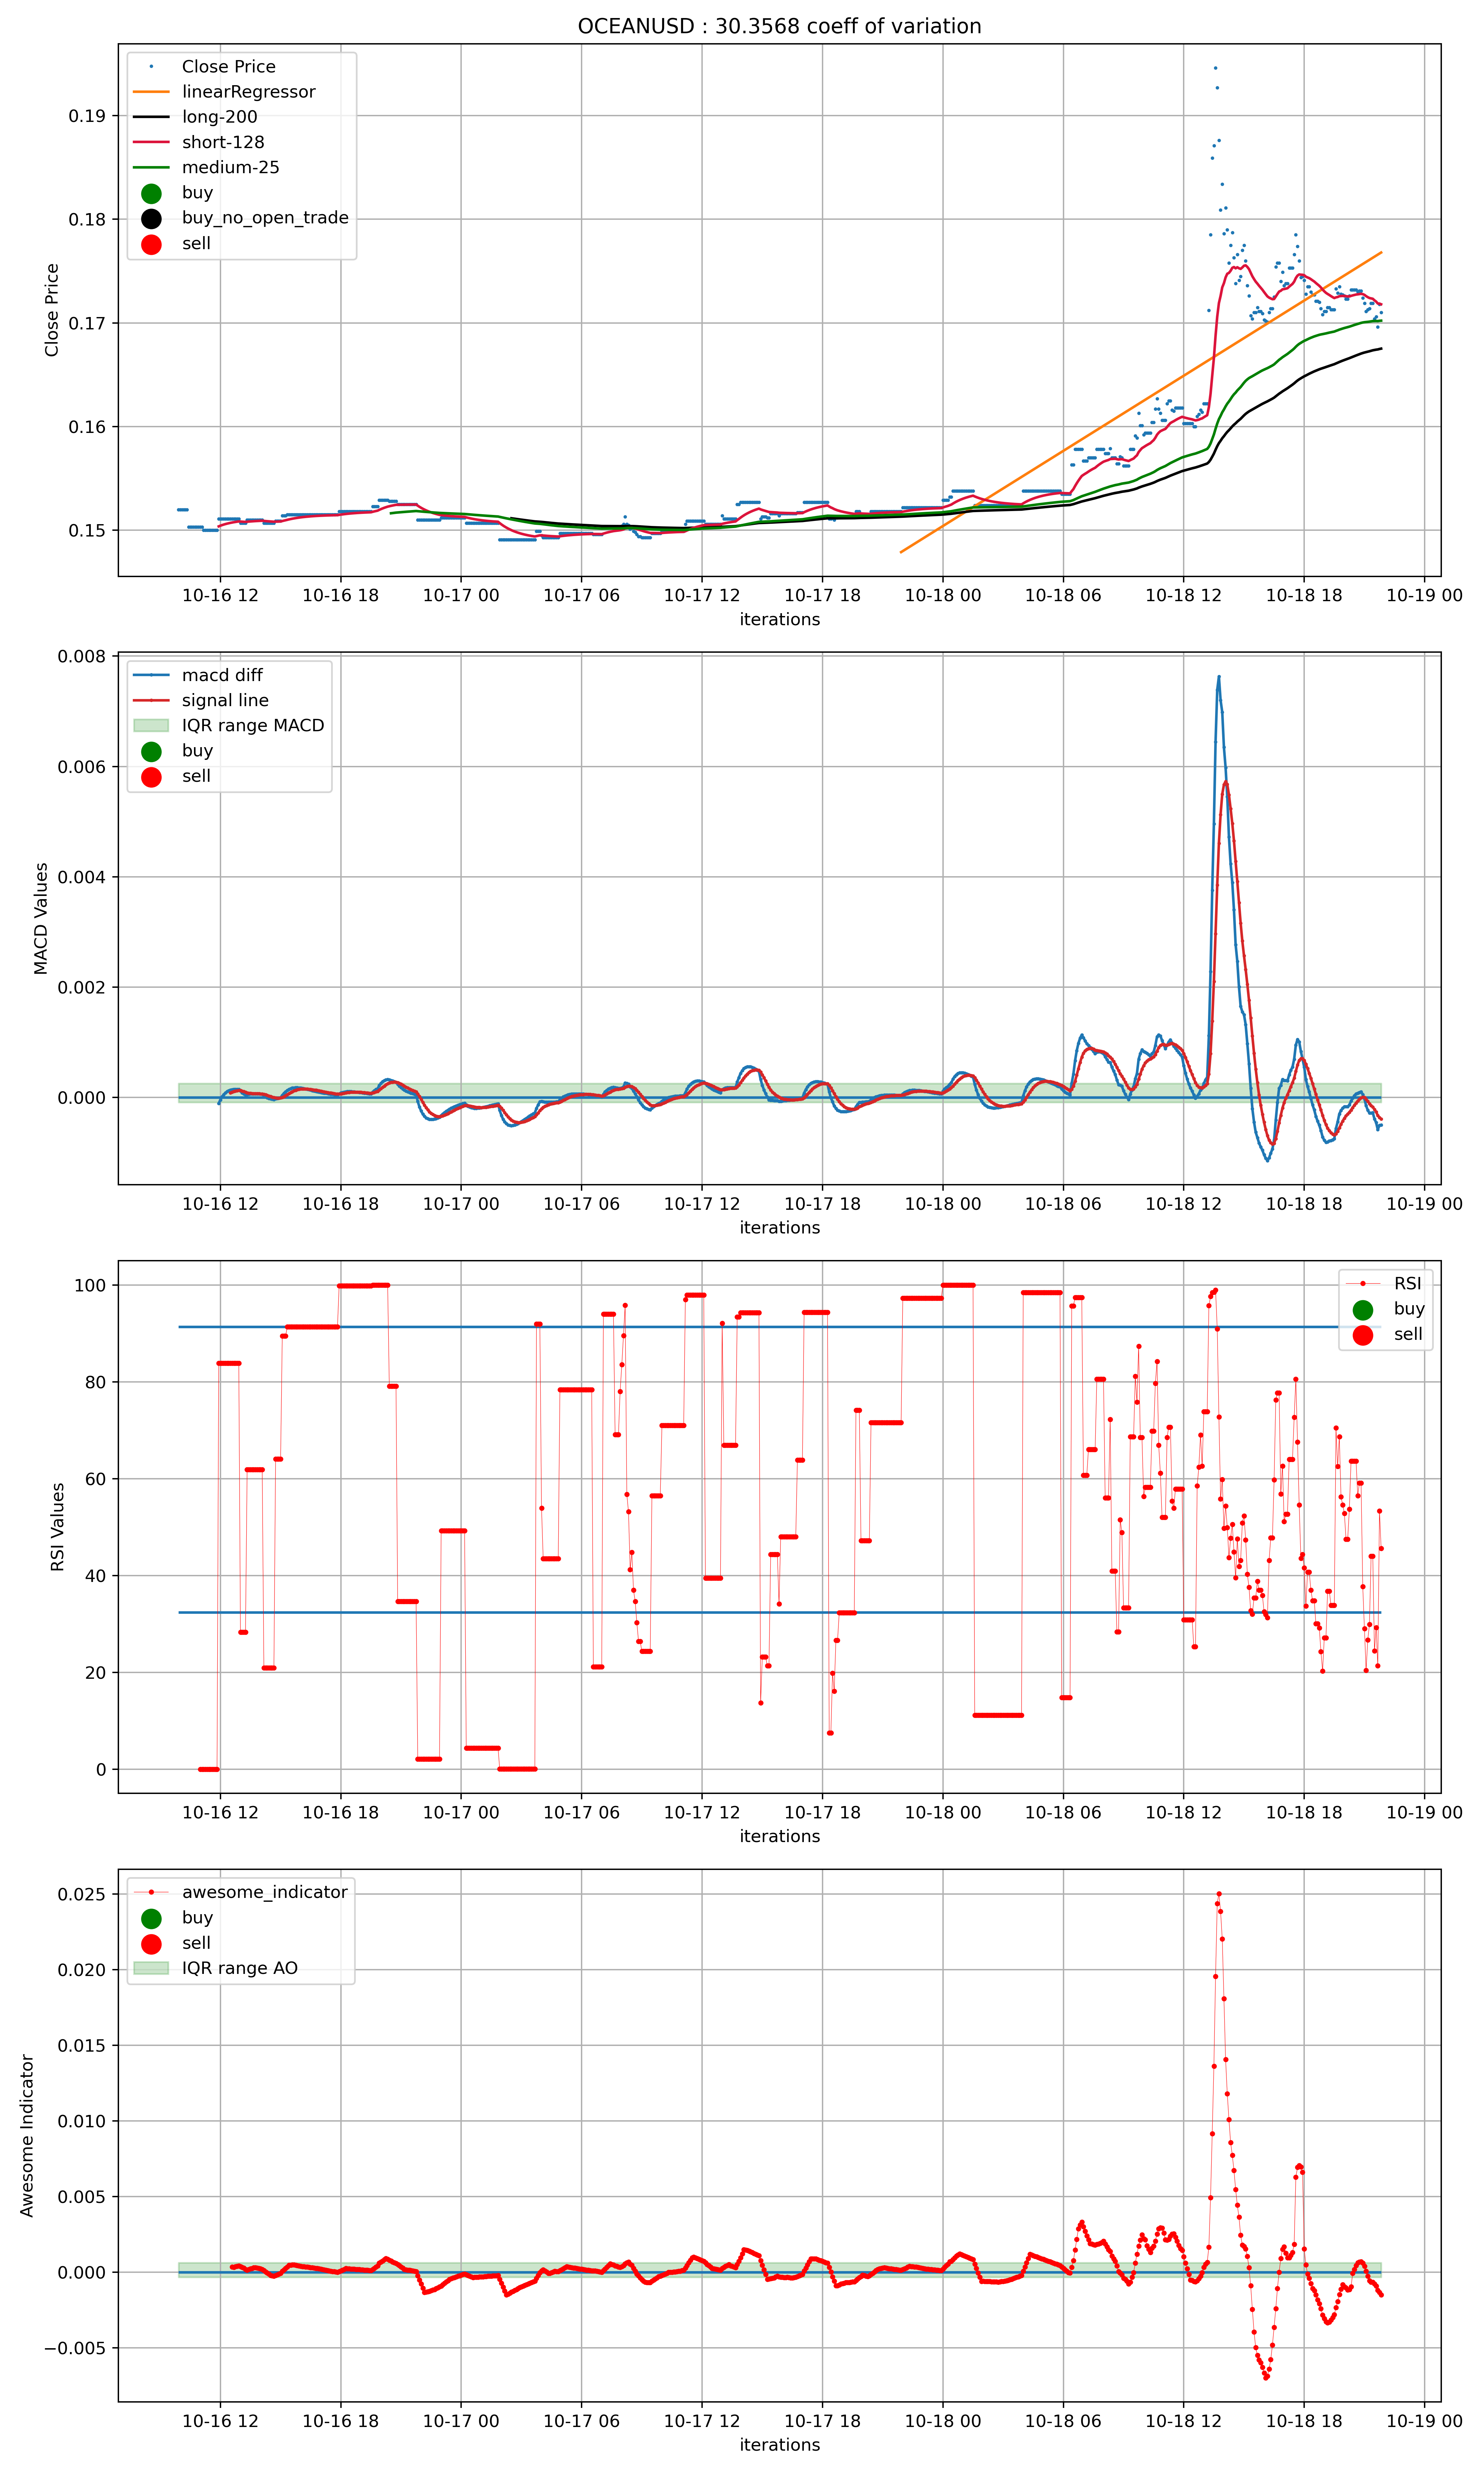 OCEANUSD : 30.3568 coeff of variation
Close Price
linearRegressor
long-200
short-128
medium-25
buy
buy_no_open_trade
sell
0.19
0.18
0.17
0.16
0.15
Close Price
10-16 12 10-16 18 10-17 00 10-17 06 10-17 12 10-17 18 10-18 00 10-18 06 10-18 12 10-18 18 10-19 00
iterations
macd diff
signal line
IQR range MACD
buy
sell
0.008
0.006
0.004
0.002
0.000
MACD Values
10-16 12 10-16 18 10-17 00 10-17 06 10-17 12 10-17 18 10-18 00 10-18 06 10-18 12 10-18 18 10-19 00
iterations
RSI
buy
sell
100
80
60
40
20
0
RSI Values
10-16 12 10-16 18 10-17 00 10-17 06 10-17 12 10-17 18 10-18 00 10-18 06 10-18 12 10-18 18 10-19 00
iterations
awesome_indicator
buy
sell
IQR range AO
0.025
0.020
0.015
0.010
0.005
0.000
−0.005
Awesome Indicator
10-16 12 10-16 18 10-17 00 10-17 06 10-17 12 10-17 18 10-18 00 10-18 06 10-18 12 10-18 18 10-19 00
iterations